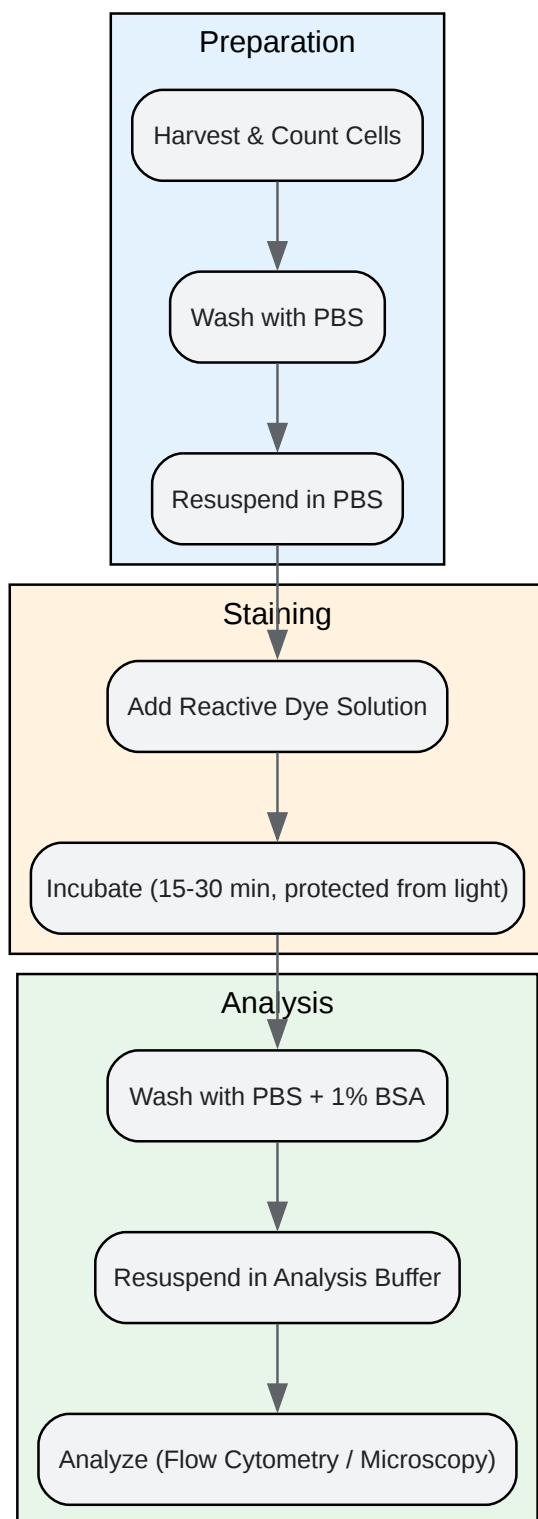 Preparation
Harvest & Count Cells
Wash with PBS
Resuspend in PBS
Staining
Add Reactive Dye Solution
Incubate (15-30 min, protected from light)
Analysis
Wash with PBS + 1% BSA
Resuspend in Analysis Buffer
Analyze (Flow Cytometry / Microscopy)